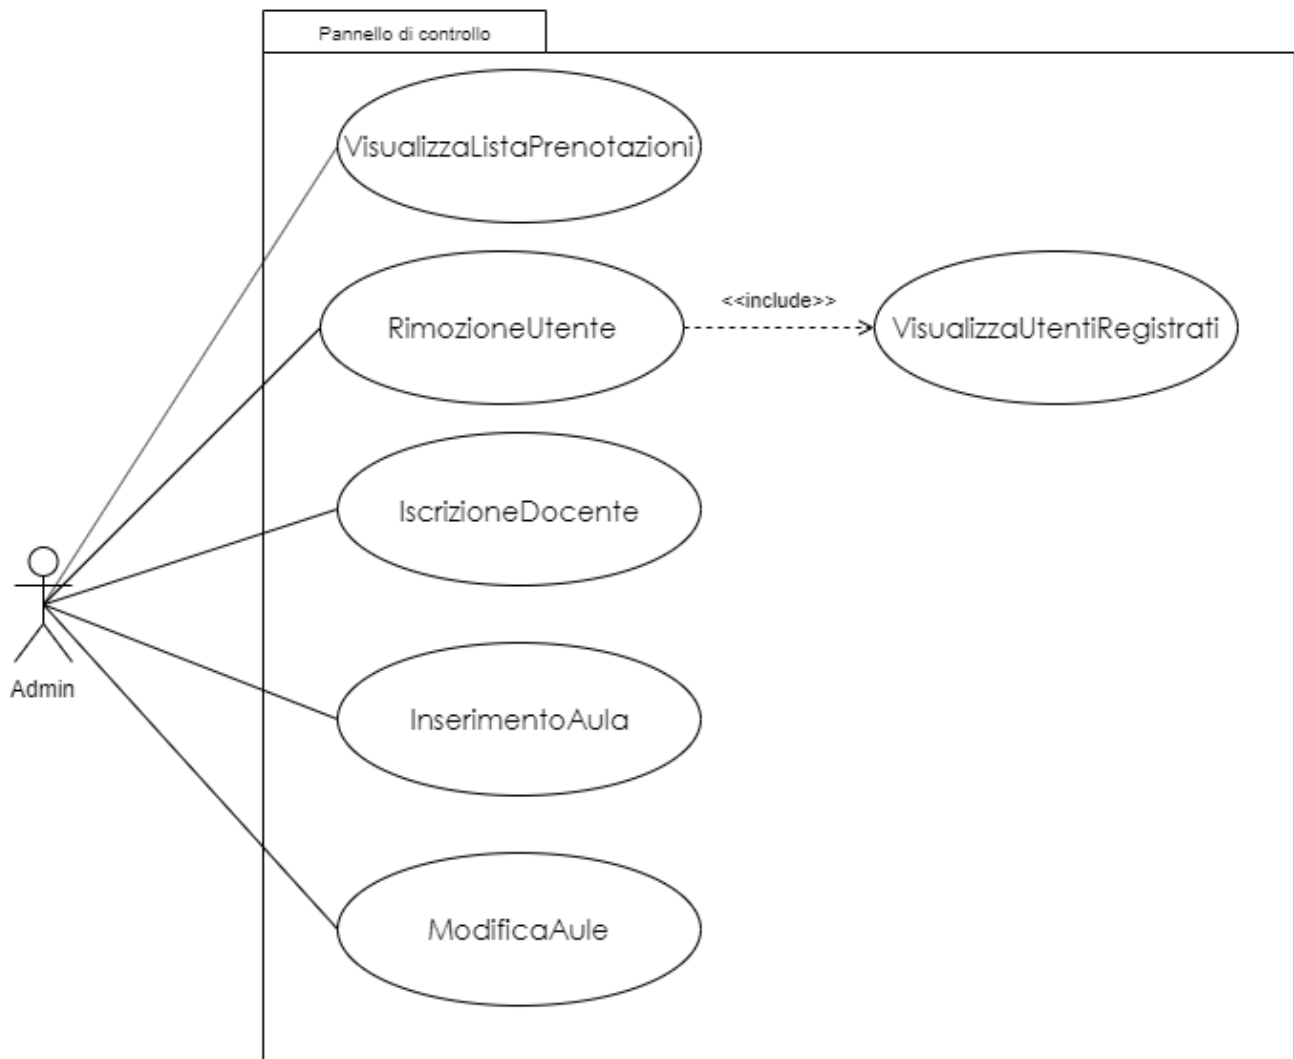 Pannello di controllo
VisualizzaListaPrenotazioni
RimozioneUtente
<<include>>
VisualizzaUtentiRegistrati
IscrizioneDocente
Admin
InserimentoAula
ModificaAule